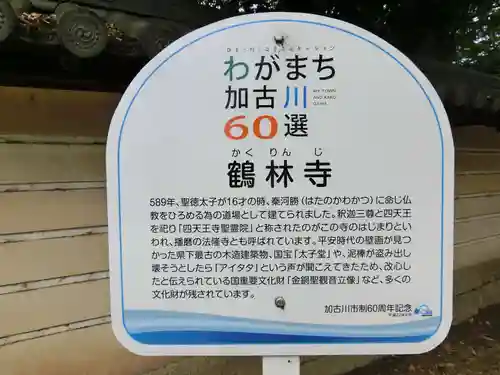 わがまち
加古川
60選
かくりんじ
鶴林寺
589年、聖徳太子が16才の時、秦河勝（はたのかわかつ）に命じ仏
教をひろめる為の道場として建てられました。釈迦三尊と四天王
を祀り「四天王寺聖霊院」と称されたのがこの寺のはじまりといわ
れ、播磨の法隆寺とも呼ばれています。平安時代の壁画が見つ
かった県下最古の木造建築物、国宝「太子堂」や、泥棒が盗み出し
壊そうとしたら「アイタタ」という声が聞こえてきたため、改心し
たと伝えられている国重要文化財「金銅聖観音立像」など、多くの
文化財が残されています。
加古川市制60周年記念